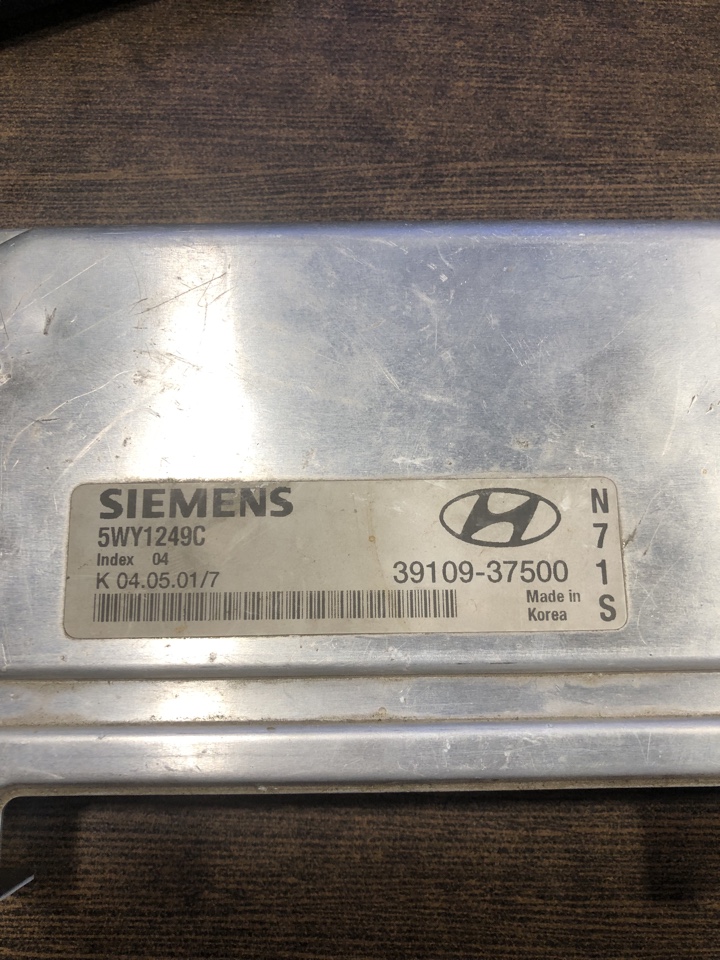 SIEMENS
5WY1249C
Index 04
K 04.05.01/7
39109-37500
Made in
Korea
N
7
1
S